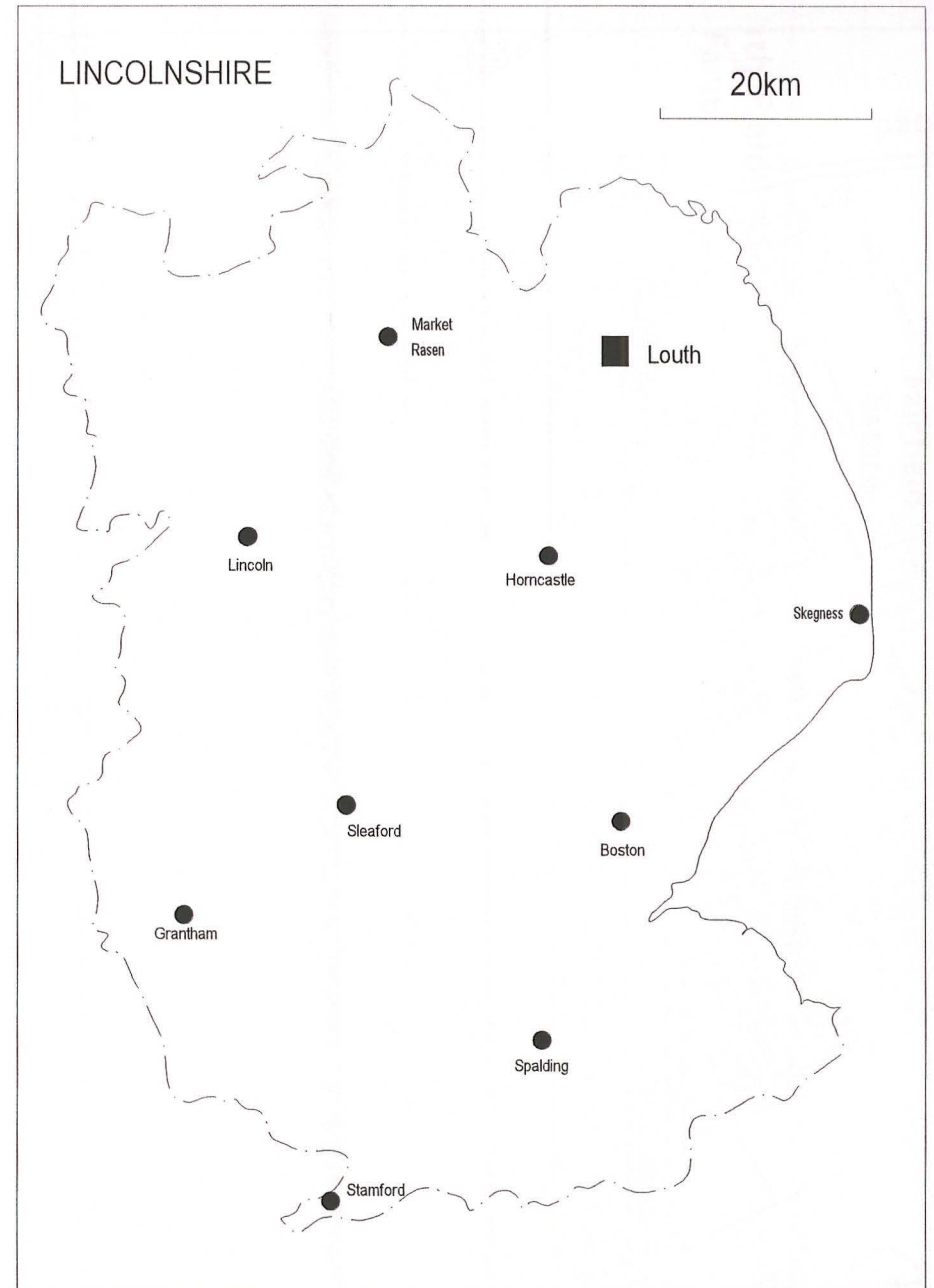 LINCOLNSHIRE
20km
Market
Rasen
Louth
Lincoln
Horncastle
Skegness
Sleaford
Boston
Grantham
Spalding
Stamford